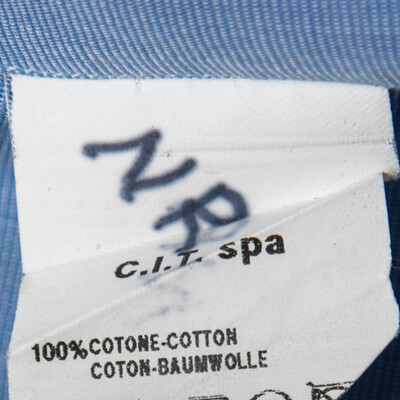 NR
C.I.T. spa
100% COTONE-COTTON
COTON-BAUMWOLLE